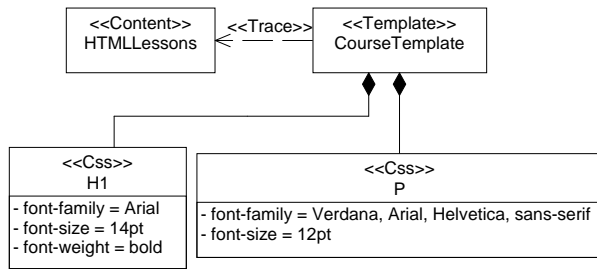 <<Content>>
HTMLLessons
<<Trace>>
<<Template>>
CourseTemplate
<<Css>>
H1
- font-family = Arial
- font-size = 14pt
- font-weight = bold
<<Css>>
P
- font-family = Verdana, Arial, Helvetica, sans-serif
- font-size = 12pt